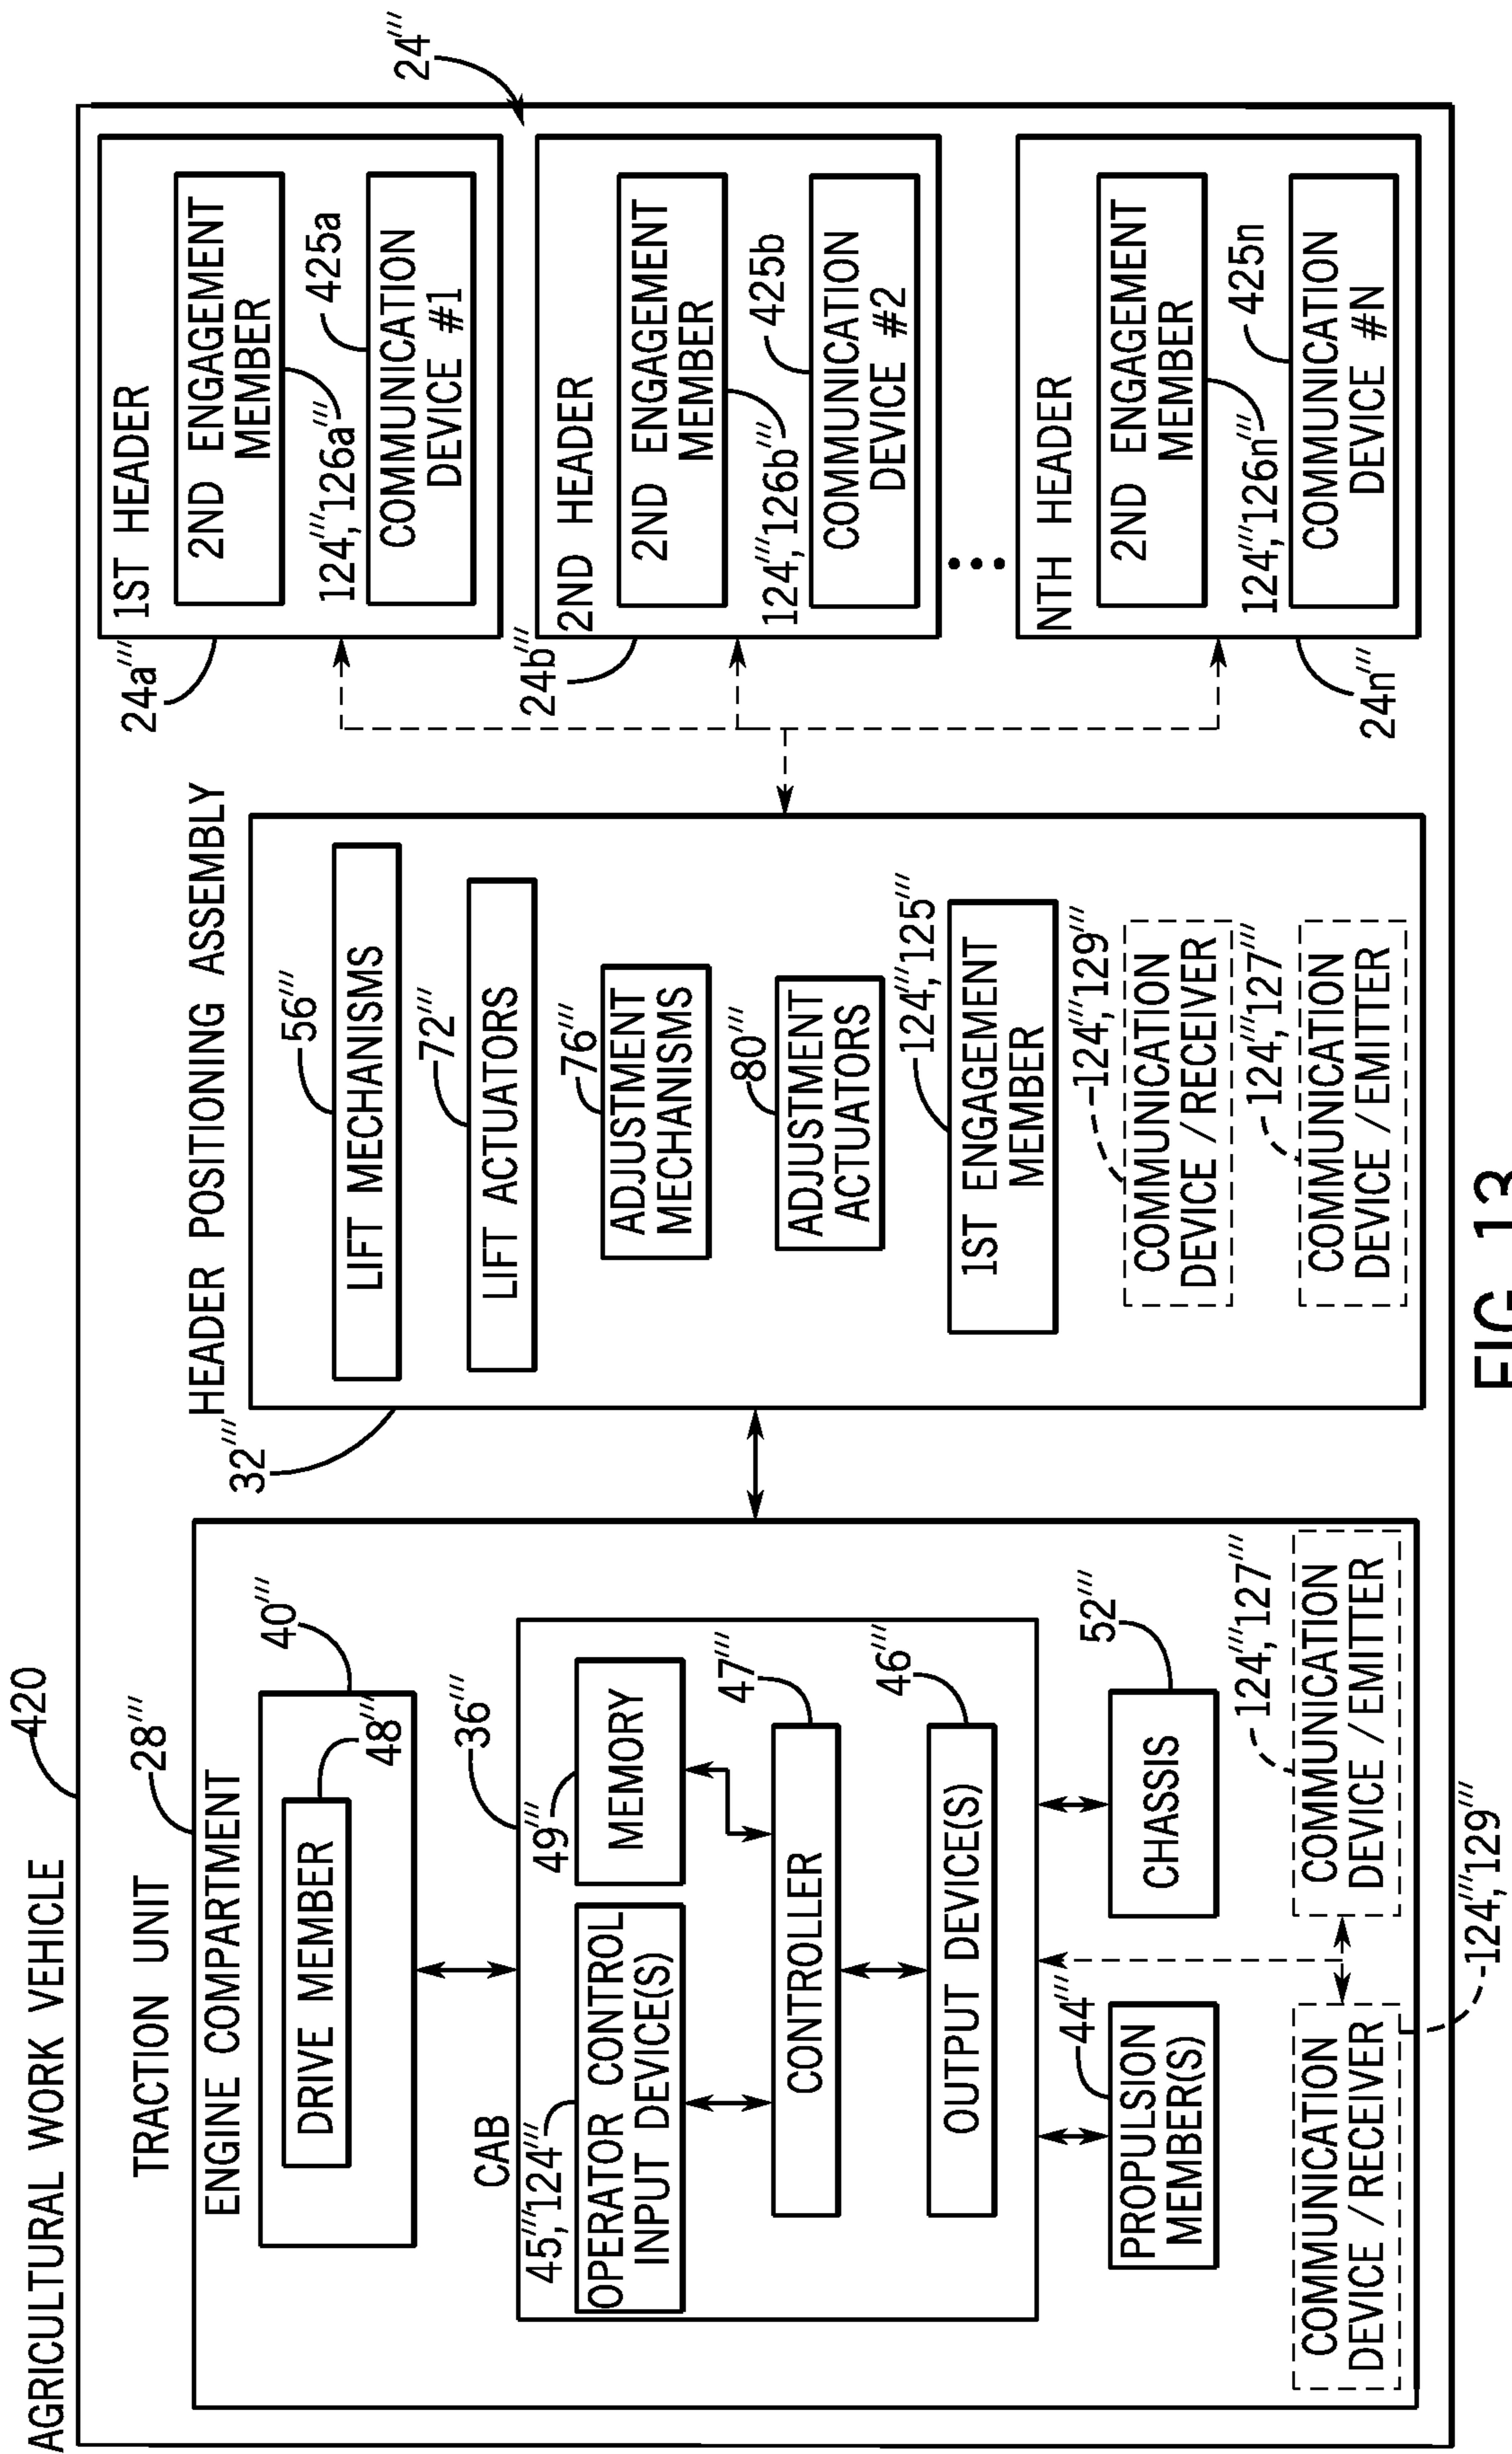 AGRICULTURAL WORK VEHICLE
420
TRACTION UNIT
28'''
ENGINE COMPARTMENT
40'''
DRIVE MEMBER
48'''
CAB
36'''
45''',124'''
OPERATOR CONTROL
INPUT DEVICE(S)
49'''
MEMORY
47'''
CONTROLLER
46'''
OUTPUT DEVICE(S)
44'''
PROPULSION
MEMBER(S)
52'''
CHASSIS
COMMUNICATION
DEVICE/RECEIVER
124''',129'''
124''',127'''
COMMUNICATION
DEVICE/EMITTER
HEADER POSITIONING ASSEMBLY
32'''
56'''
LIFT MECHANISMS
72'''
LIFT ACTUATORS
76'''
ADJUSTMENT
MECHANISMS
80'''
ADJUSTMENT
ACTUATORS
124''',125'''
1ST ENGAGEMENT
MEMBER
124''',129'''
COMMUNICATION
DEVICE/RECEIVER
124''',127'''
COMMUNICATION
DEVICE/EMITTER
24'''
24a'''
1ST HEADER
2ND ENGAGEMENT
MEMBER
124''',126a'''
425a
COMMUNICATION
DEVICE #1
24b'''
2ND HEADER
2ND ENGAGEMENT
MEMBER
124''',126b'''
425b
COMMUNICATION
DEVICE #2
24n'''
NTH HEADER
2ND ENGAGEMENT
MEMBER
124''',126n'''
425n
COMMUNICATION
DEVICE #N
FIG. 13